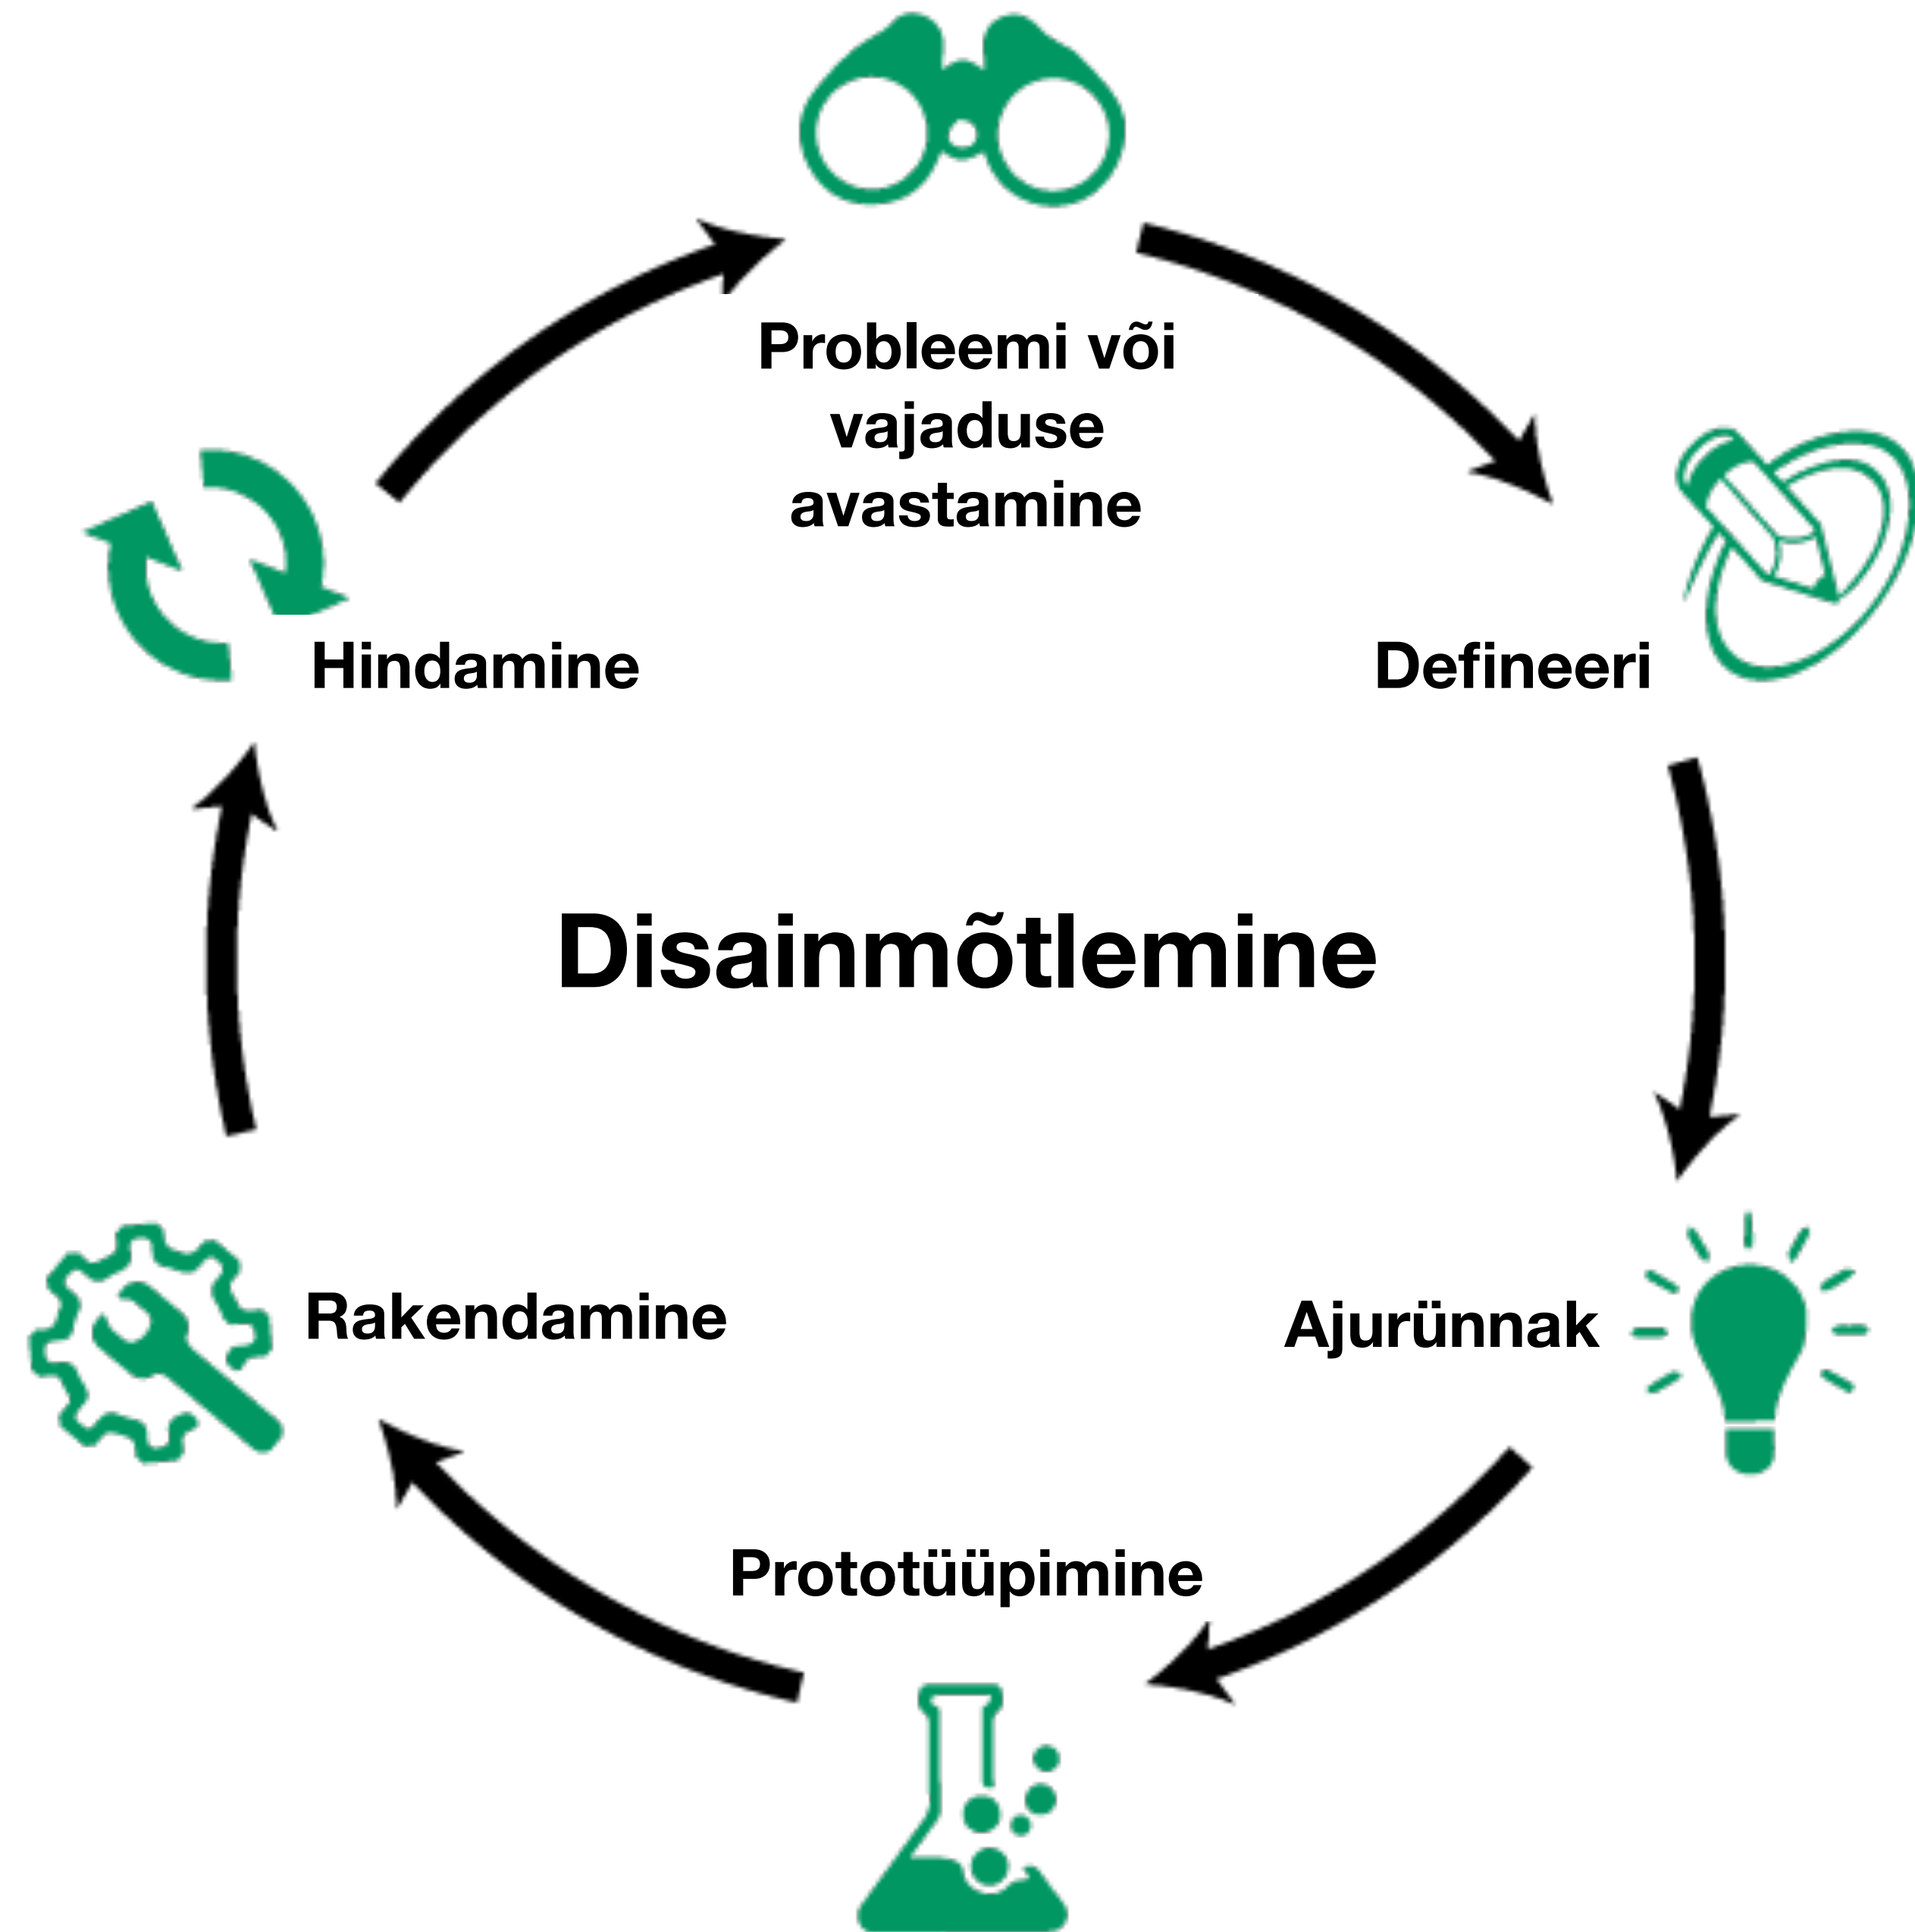 Probleemi või
vajaduse
avastamine
Hindamine
Defineeri
Disainmõtlemine
Rakendamine
Ajurünnak
Prototüüpimine